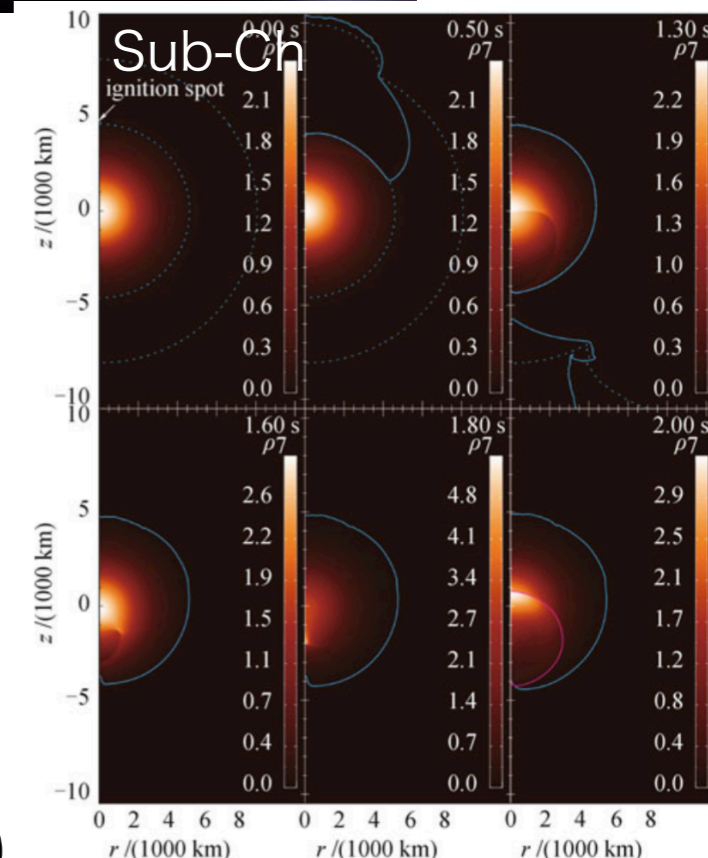 Sub-Ch
0.00 s
ρ7
ignition spot
2.1
1.8
1.5
1.2
0.9
0.6
0.3
0.0
0.50 s
ρ7
2.1
1.8
1.5
1.2
0.9
0.6
0.3
0.0
1.30 s
ρ7
2.2
1.9
1.6
1.3
1.0
0.6
0.3
0.0
10
5
0
−5
−10
z /(1000 km)
1.60 s
ρ7
2.6
2.2
1.9
1.5
1.1
0.7
0.4
0.0
1.80 s
ρ7
4.8
4.1
3.4
2.7
2.1
1.4
0.7
0.0
2.00 s
ρ7
2.9
2.5
2.1
1.7
1.2
0.8
0.4
0.0
10
5
0
−5
−10
z /(1000 km)
0 2 4 6 8
0 2 4 6 8
0 2 4 6 8
r /(1000 km)
r /(1000 km)
r /(1000 km)